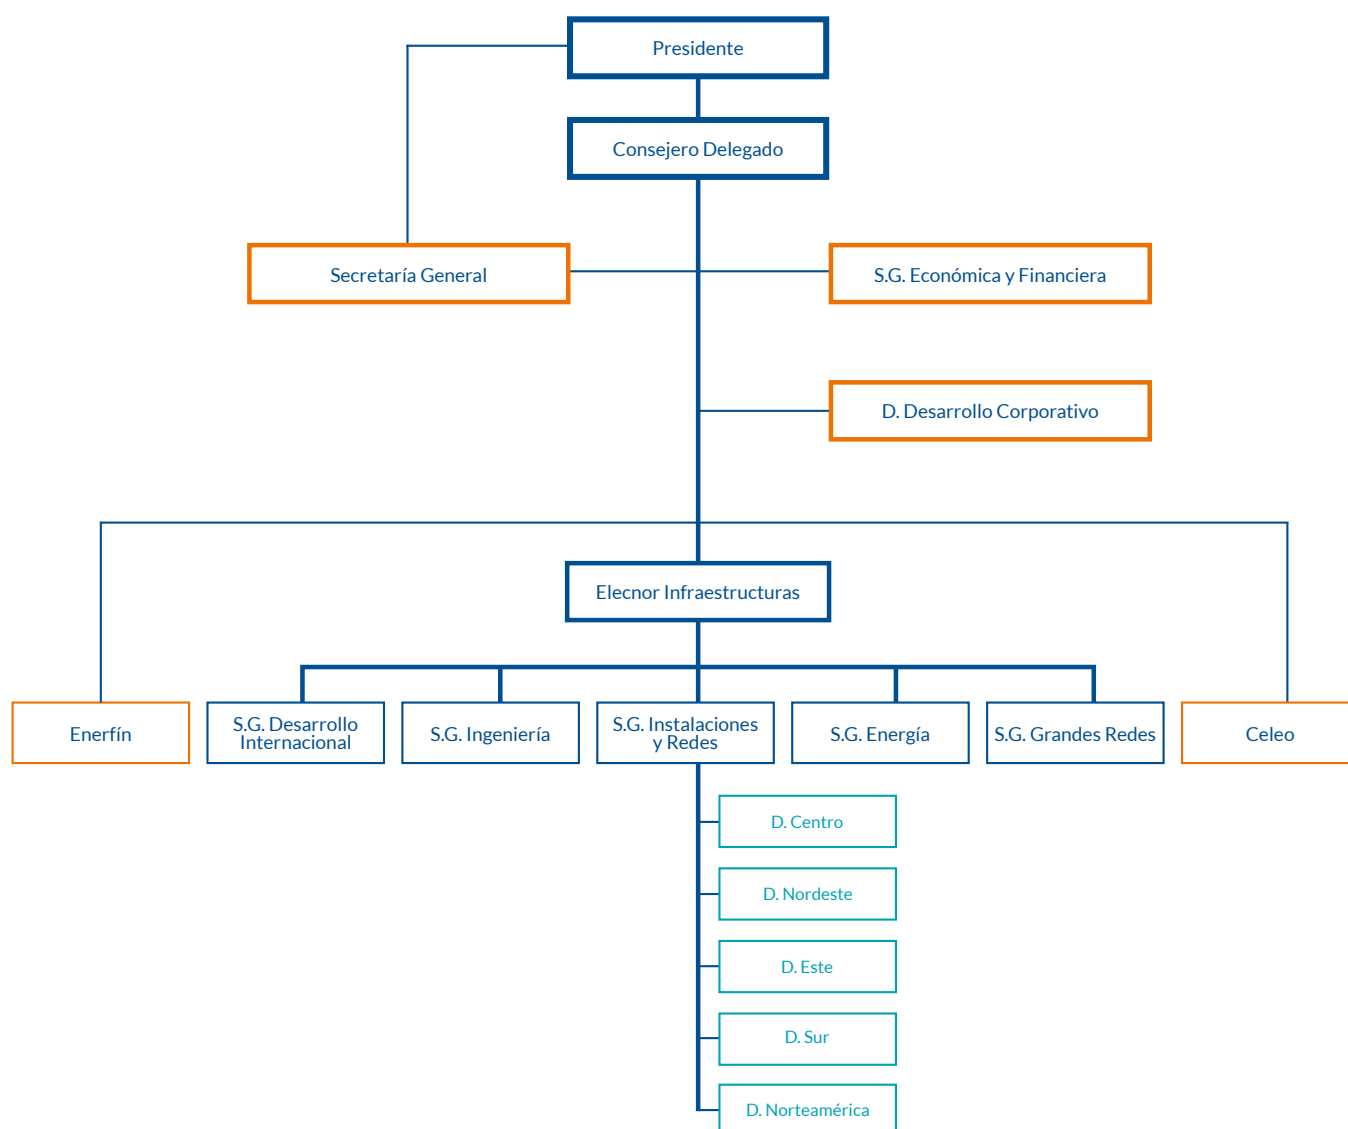 Presidente
Consejero Delegado
Secretaría General
S.G. Económica y Financiera
D. Desarrollo Corporativo
Elecnor Infraestructuras
Enerfín
S.G. Desarrollo
Internacional
S.G. Ingeniería
S.G. Instalaciones
y Redes
S.G. Energía
S.G. Grandes Redes
Celeo
D. Centro
D. Nordeste
D. Este
D. Sur
D. Norteamérica